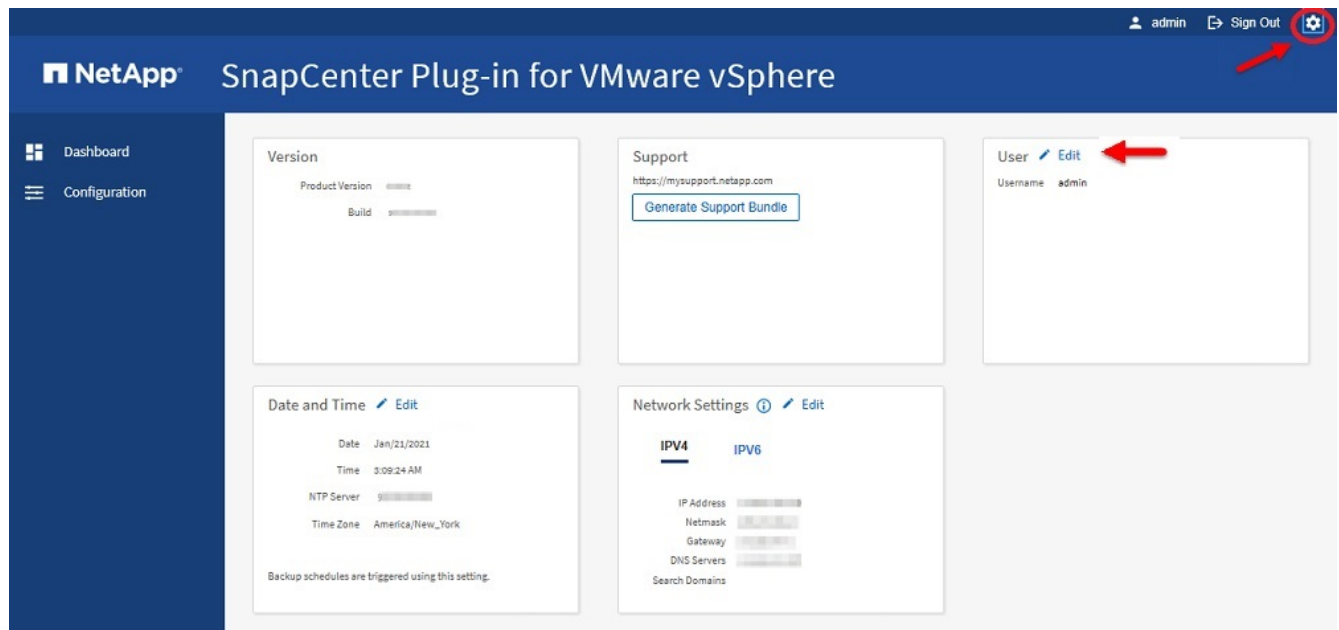 admin Sign Out
NetApp SnapCenter Plug-in for VMware vSphere
Dashboard
Configuration
Version
Product Version
Build
Support
https://mysupport.netapp.com
Generate Support Bundle
User Edit
Username admin
Date and Time Edit
Date Jan/21/2021
Time 3:09:24 AM
NTP Server
Time Zone America/New_York
Backup schedules are triggered using this setting.
Network Settings Edit
IPV4 IPV6
IP Address
Netmask
Gateway
DNS Servers
Search Domains